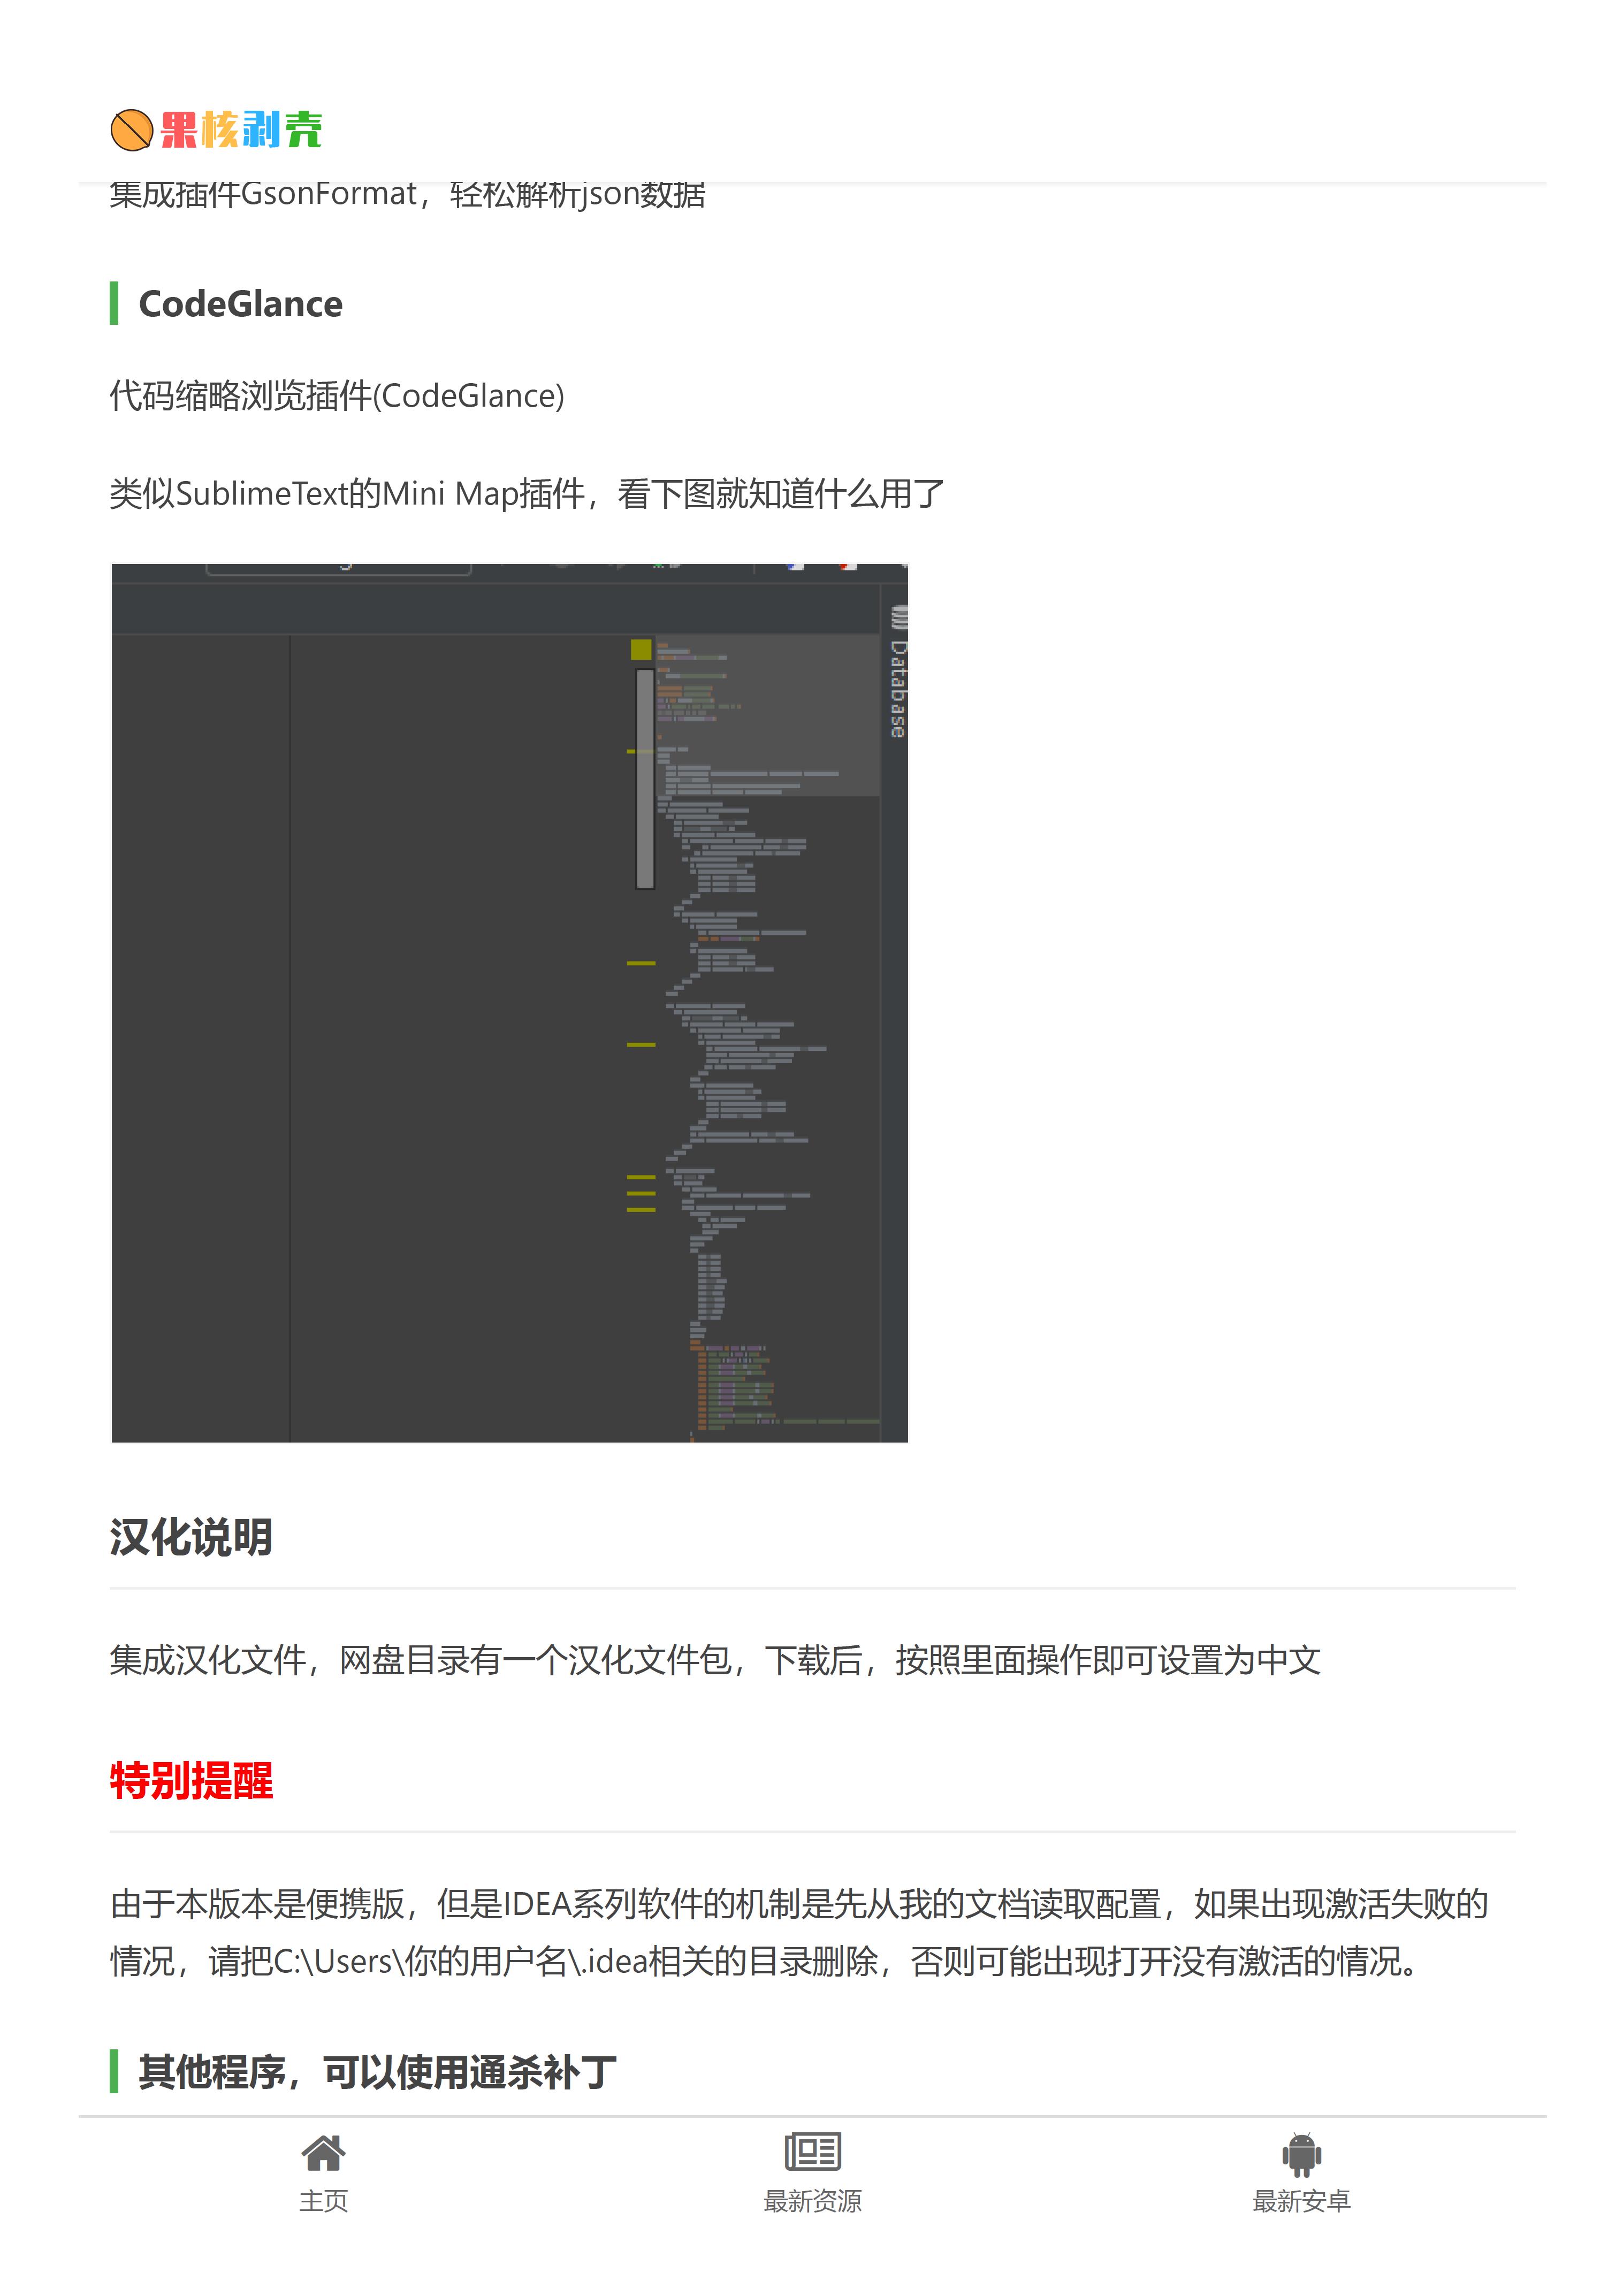 果核剥壳
集成插件GsonFormat，轻松解析json数据
CodeGlance
代码缩略浏览插件(CodeGlance)
类似SublimeText的Mini Map插件，看下图就知道什么用了
Database
汉化说明
集成汉化文件，网盘目录有一个汉化文件包，下载后，按照里面操作即可设置为中文
特别提醒
由于本版本是便携版，但是IDEA系列软件的机制是先从我的文档读取配置，如果出现激活失败的
情况，请把C:\Users\你的用户名\.idea相关的目录删除，否则可能出现打开没有激活的情况。
其他程序，可以使用通杀补丁
主页
最新资源
最新安卓